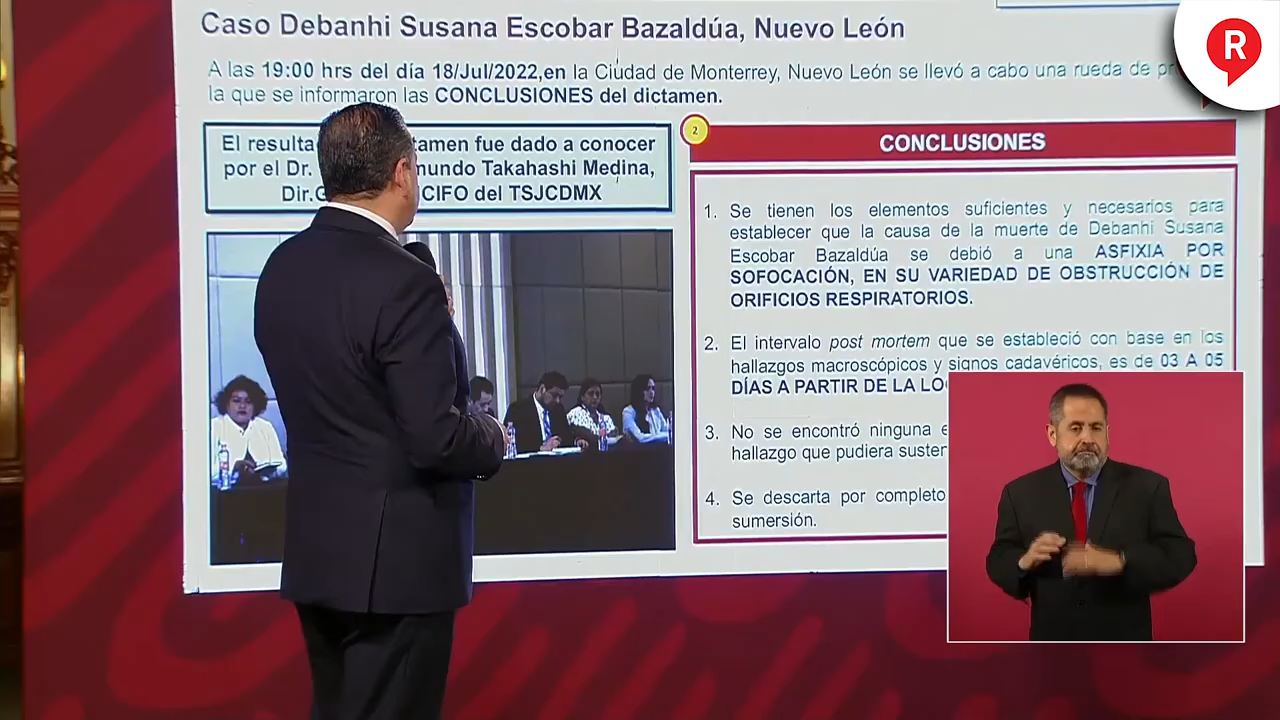 Caso Debanhi Susana Escobar Bazaldúa, Nuevo León
A las 19:00 hrs del día 18/Jul/2022,en la Ciudad de Monterrey, Nuevo León se llevó a cabo una rueda de
la que se informaron las CONCLUSIONES del dictamen.
El
tamen fue dado a conocer
por el Dr.
Takahashi Medina,
CIFO del TSJCDMX
2
CONCLUSIONES
1. Se tienen los elementos suficientes y necesarios para
establecer que la causa de la muerte de Debanhi Susana
Escobar Bazaldúa se debió a una ASFIXIA POR
SOFOCACIÓN, EN SU VARIEDAD DE OBSTRUCCIÓN DE
ORIFICIOS RESPIRATORIOS.
2. El intervalo post mortem que se estableció con base en los
hallazgos macroscópicos y signos cadavéricos, es de 03 A 05
DÍAS A PARTIR DE LA
3. No se encontró ninguna
hallazgo que pudiera
4. Se descarta por completo
sumersión.
R